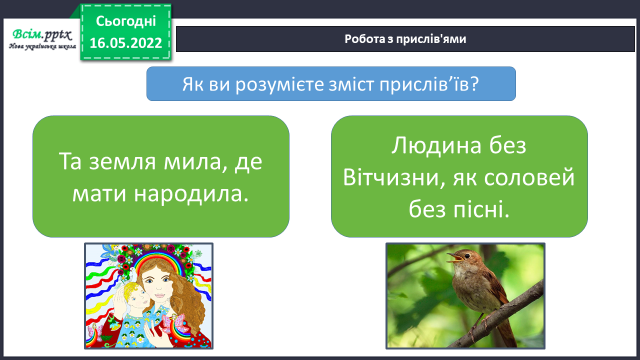 Всім.pptx
Нова українська школа
Сьогодні
16.05.2022
Робота з прислів'ями
Як ви розумієте зміст прислів’їв?
Та земля мила, де
мати народила.
Людина без
Вітчизни, як соловей
без пісні.